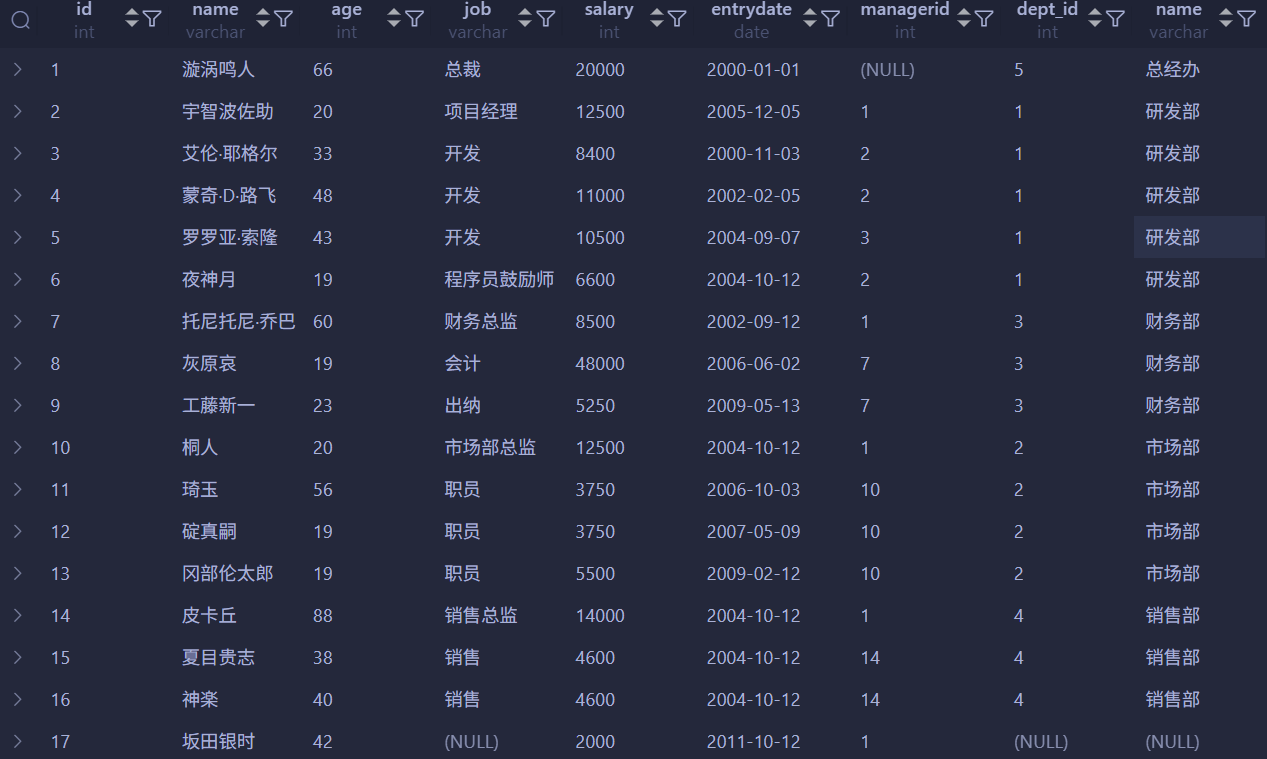 id name age job salary entrydate managerid dept_id name
int varchar int varchar int date int int varchar
1 漩涡鸣人 66 总裁 20000 2000-01-01 (NULL) 5 总经办
2 宇智波佐助 20 项目经理 12500 2005-12-05 1 1 研发部
3 艾伦·耶格尔 33 开发 8400 2000-11-03 2 1 研发部
4 蒙奇·D·路飞 48 开发 11000 2002-02-05 2 1 研发部
5 罗罗亚·索隆 43 开发 10500 2004-09-07 3 1 研发部
6 夜神月 19 程序员鼓励师 6600 2004-10-12 2 1 研发部
7 托尼托尼·乔巴 60 财务总监 8500 2002-09-12 1 3 财务部
8 灰原哀 19 会计 48000 2006-06-02 7 3 财务部
9 工藤新一 23 出纳 5250 2009-05-13 7 3 财务部
10 桐人 20 市场部总监 12500 2004-10-12 1 2 市场部
11 琦玉 56 职员 3750 2006-10-03 10 2 市场部
12 碇真嗣 19 职员 3750 2007-05-09 10 2 市场部
13 冈部伦太郎 19 职员 5500 2009-02-12 10 2 市场部
14 皮卡丘 88 销售总监 14000 2004-10-12 1 4 销售部
15 夏目贵志 38 销售 4600 2004-10-12 14 4 销售部
16 神楽 40 销售 4600 2004-10-12 14 4 销售部
17 坂田银时 42 (NULL) 2000 2011-10-12 1 (NULL) (NULL)